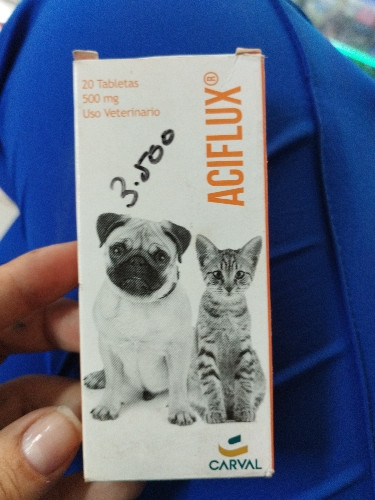 20 Tabletas
500 mg
Uso Veterinario
3.500
ACIFLUX®
CARVAL